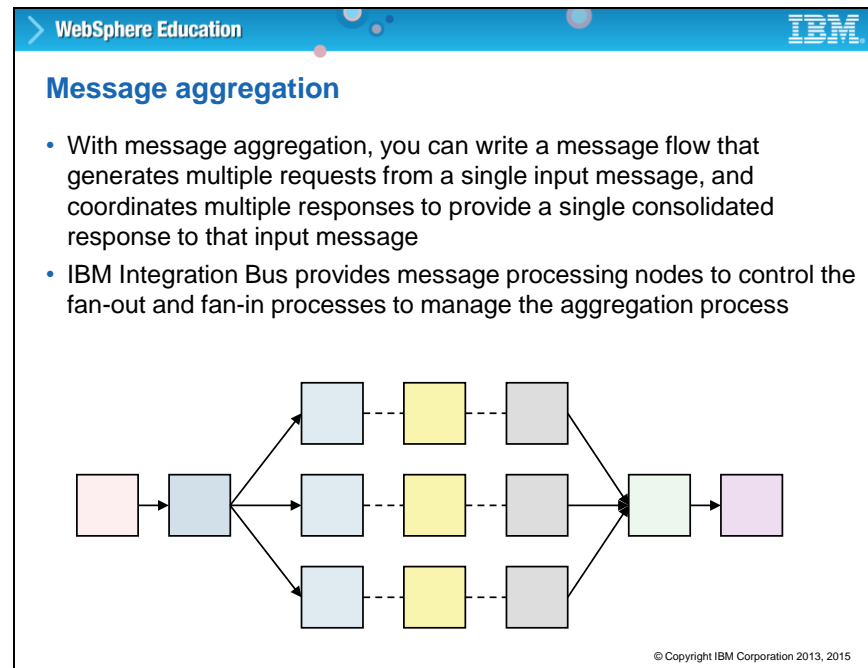 WebSphere Education
IBM
Message aggregation
• With message aggregation, you can write a message flow that
generates multiple requests from a single input message, and
coordinates multiple responses to provide a single consolidated
response to that input message
• IBM Integration Bus provides message processing nodes to control the
fan-out and fan-in processes to manage the aggregation process
© Copyright IBM Corporation 2013, 2015